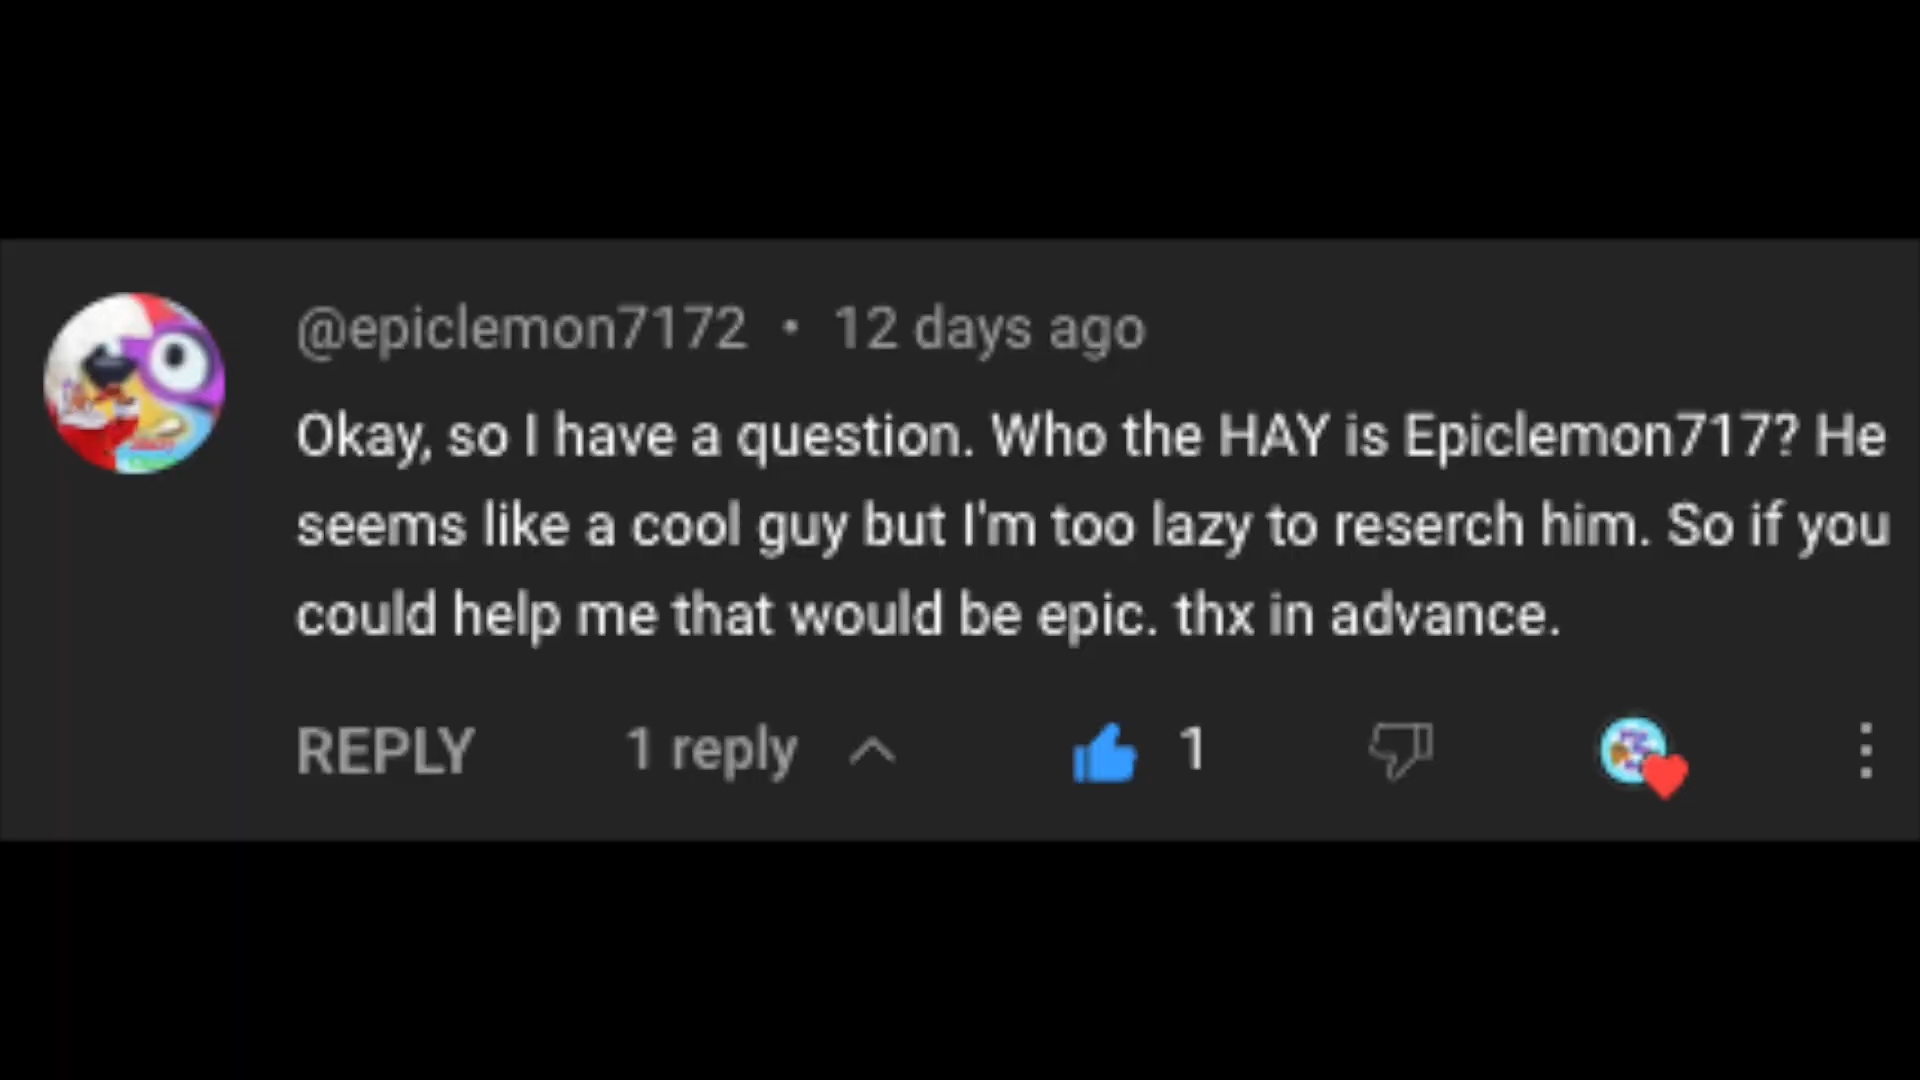 @epiclemon7172 • 12 days ago
Okay, so I have a question. Who the HAY is Epiclemon717? He
seems like a cool guy but I'm too lazy to reserch him. So if you
could help me that would be epic. thx in advance.
REPLY 1 reply 1